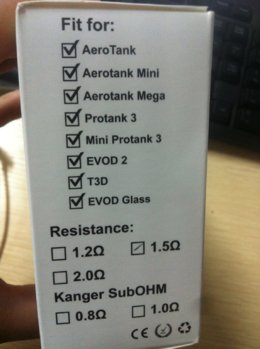 Fit for:
AeroTank
Aerotank Mini
Aerotank Mega
Protank 3
Mini Protank 3
EVOD 2
T3D
EVOD Glass
Resistance:
1.2Ω 1.5Ω
2.0Ω
Kanger SubOHM
0.8Ω 1.0Ω
CE